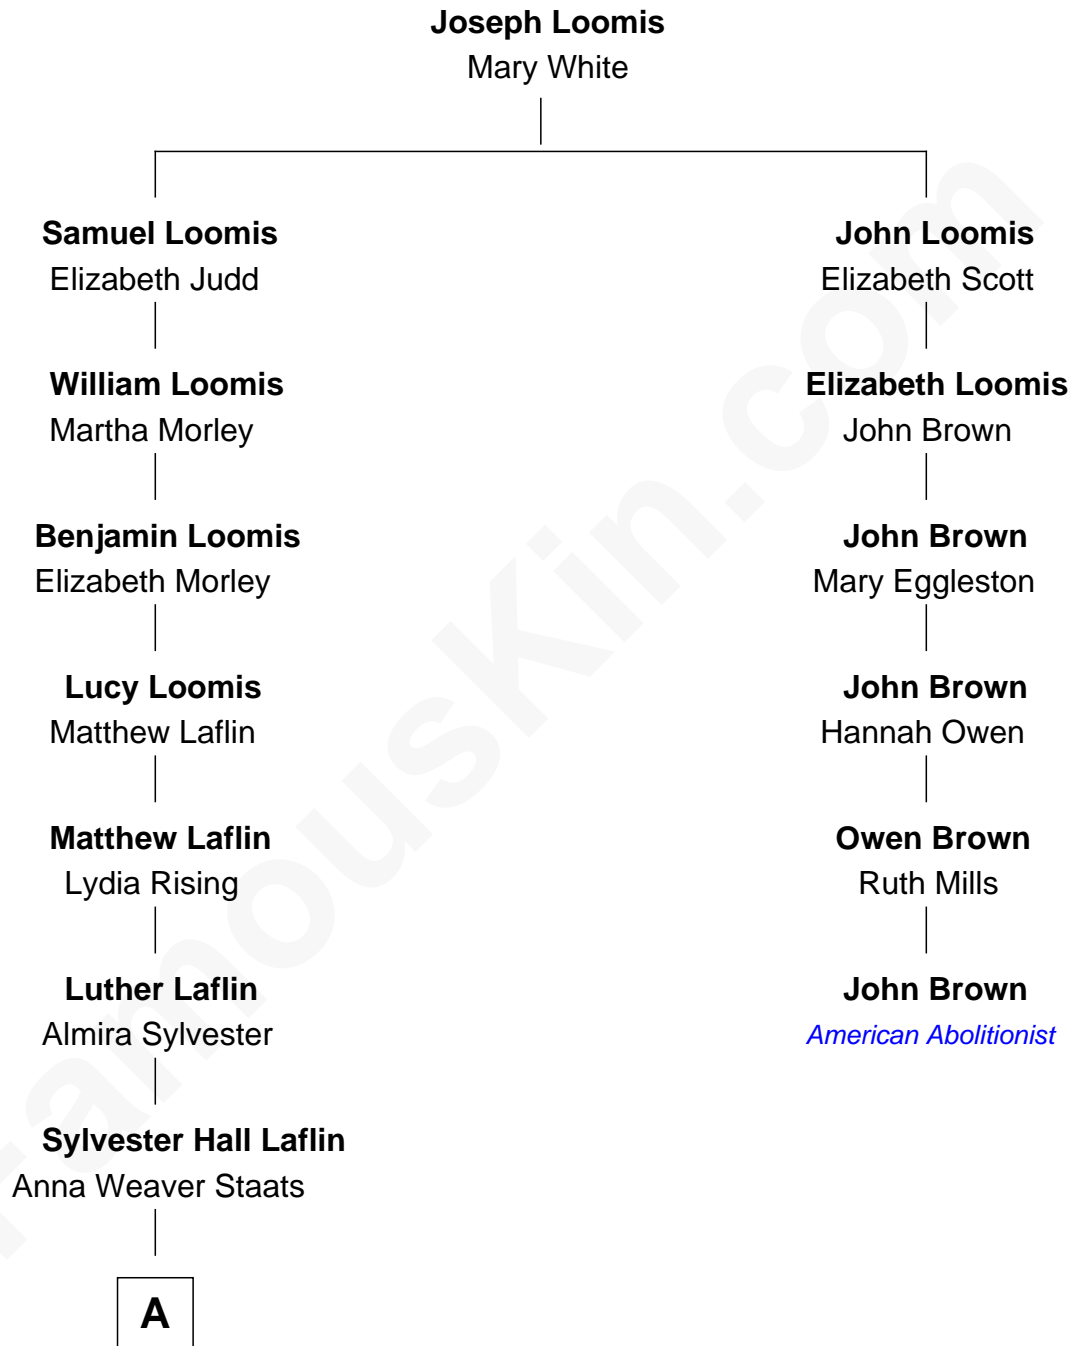 Joseph Loomis
Mary White
Samuel Loomis
Elizabeth Judd
William Loomis
Martha Morley
Benjamin Loomis
Elizabeth Morley
Lucy Loomis
Matthew Laflin
Matthew Laflin
Lydia Rising
Luther Laflin
Almira Sylvester
Sylvester Hall Laflin
Anna Weaver Staats
A
John Loomis
Elizabeth Scott
Elizabeth Loomis
John Brown
John Brown
Mary Eggleston
John Brown
Hannah Owen
Owen Brown
Ruth Mills
John Brown
American Abolitionist
FamousKin.com